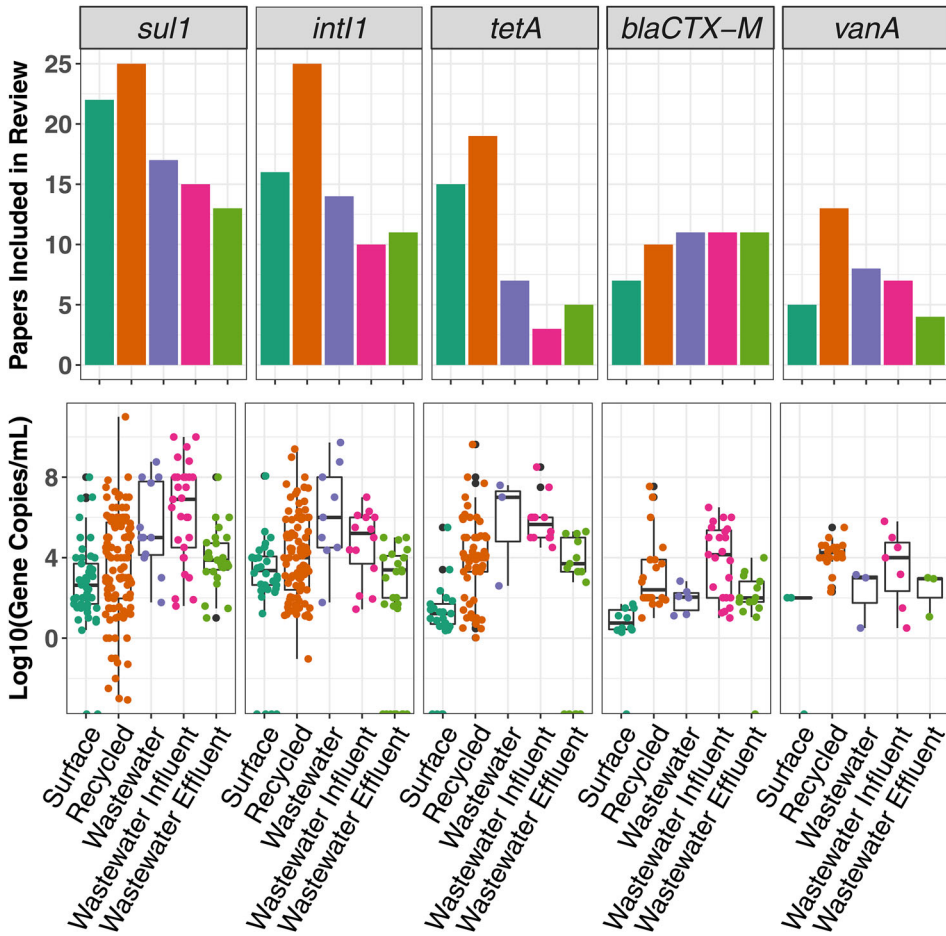 sul1 intI1 tetA blaCTX−M vanA
Papers Included in Review
25
20
15
10
5
0
Log10(Gene Copies/mL)
8
4
0
Surface
Recycled
Wastewater
Wastewater Influent
Wastewater Effluent
Surface
Recycled
Wastewater
Wastewater Influent
Wastewater Effluent
Surface
Recycled
Wastewater
Wastewater Influent
Wastewater Effluent
Surface
Recycled
Wastewater
Wastewater Influent
Wastewater Effluent
Surface
Recycled
Wastewater
Wastewater Influent
Wastewater Effluent